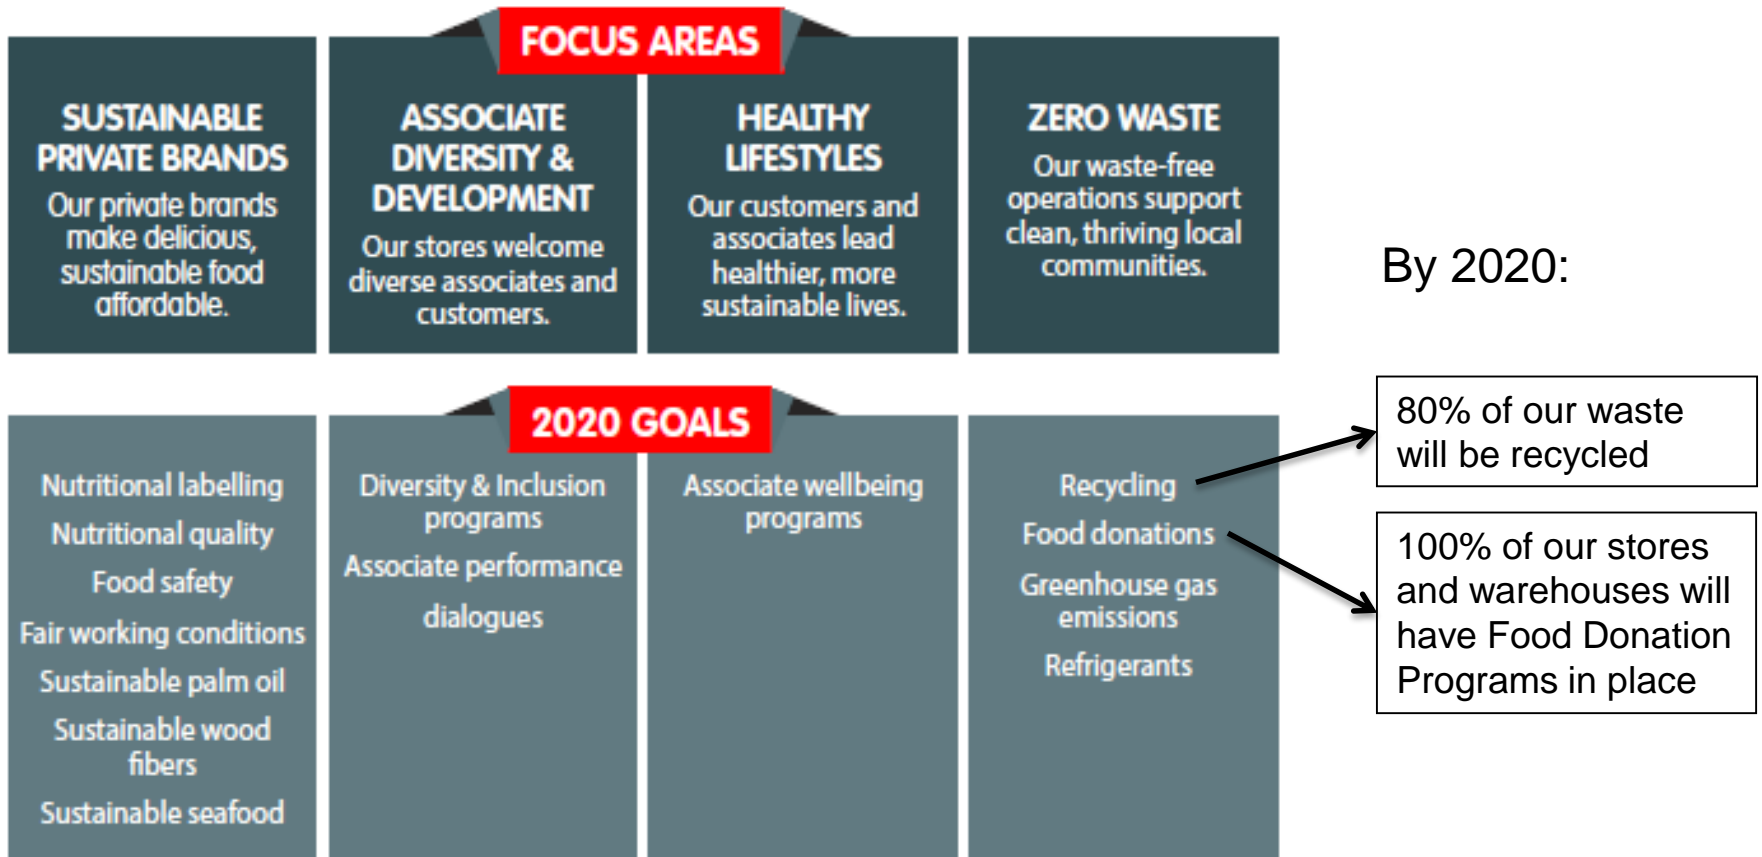 FOCUS AREAS
SUSTAINABLE
PRIVATE BRANDS
Our private brands
make delicious,
sustainable food
affordable.
ASSOCIATE
DIVERSITY &
DEVELOPMENT
Our stores welcome
diverse associates and
customers.
HEALTHY
LIFESTYLES
Our customers and
associates lead
healthier, more
sustainable lives.
ZERO WASTE
Our waste-free
operations support
clean, thriving local
communities.
By 2020:
2020 GOALS
Nutritional labelling
Nutritional quality
Food safety
Fair working conditions
Sustainable palm oil
Sustainable wood
fibers
Sustainable seafood
Diversity & Inclusion
programs
Associate performance
dialogues
Associate wellbeing
programs
Recycling
Food donations
Greenhouse gas
emissions
Refrigerants
80% of our waste
will be recycled
100% of our stores
and warehouses will
have Food Donation
Programs in place